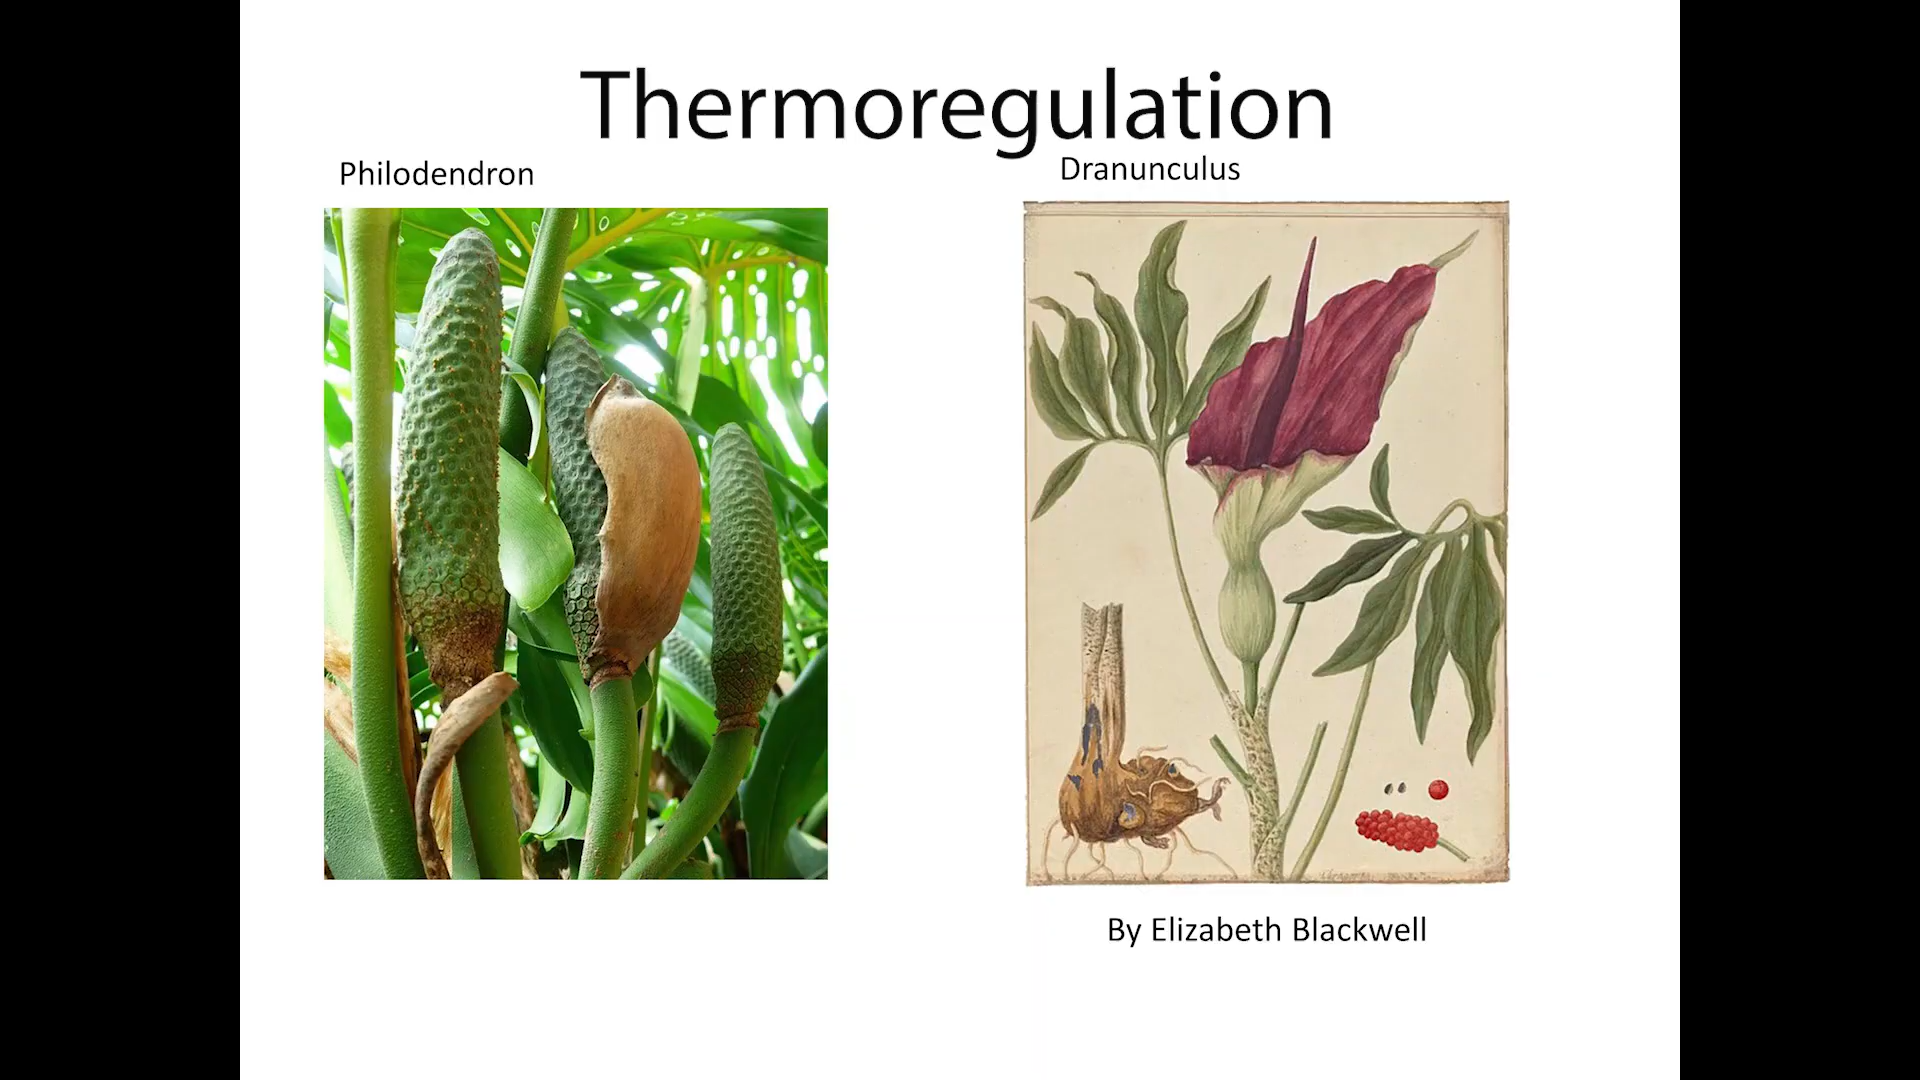 Thermoregulation
Philodendron
Dranunculus
By Elizabeth Blackwell